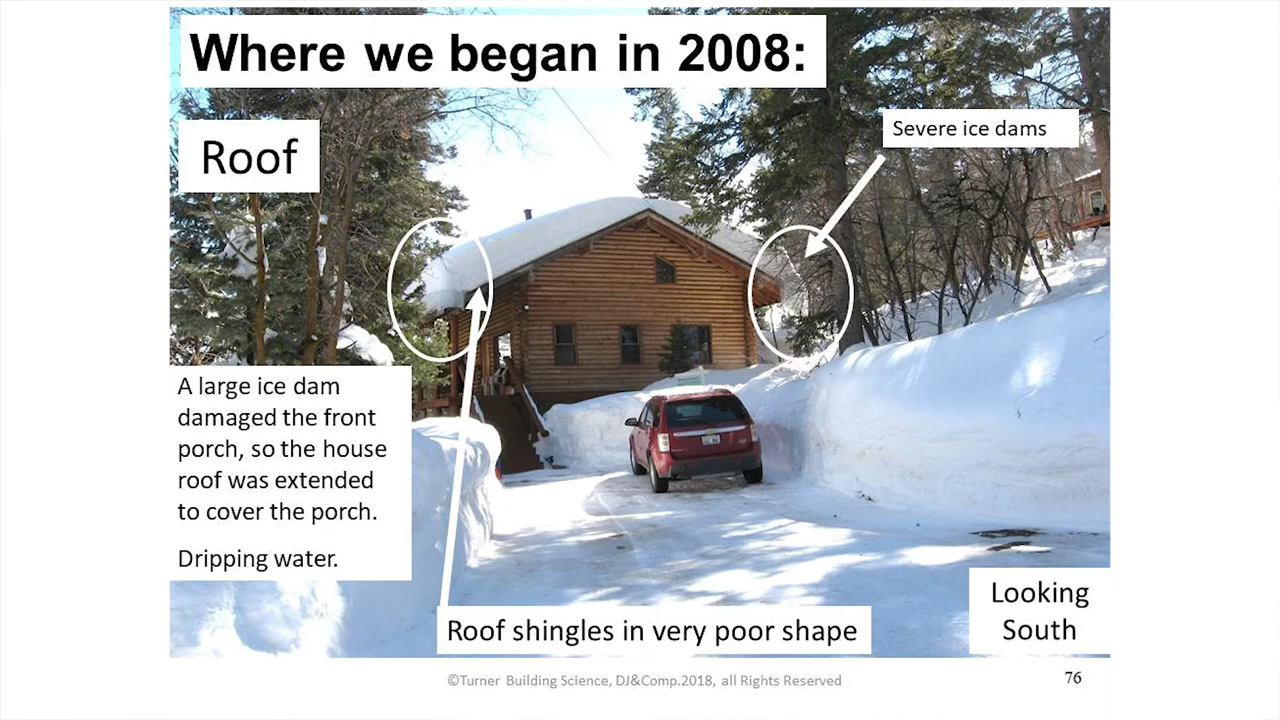 Where we began in 2008:
Roof
Severe ice dams
A large ice dam
damaged the front
porch, so the house
roof was extended
to cover the porch.
Dripping water.
Roof shingles in very poor shape
Looking
South
©Turner Building Science, DJ&Comp.2018, all Rights Reserved
76